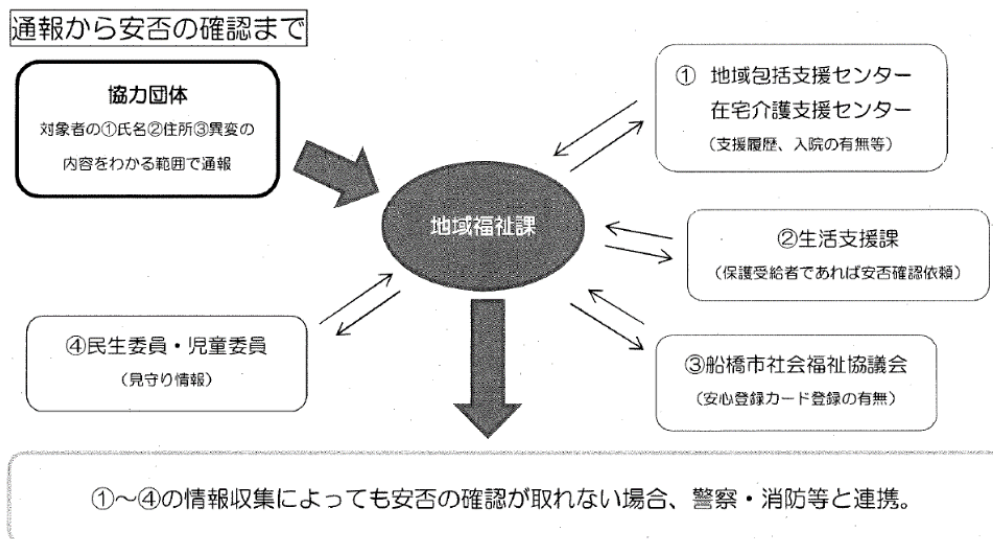 通報から安否の確認まで
協力団体
対象者の①氏名②住所③異変の
内容をわかる範囲で通報
① 地域包括支援センター
在宅介護支援センター
(支援履歴、入院の有無等)
地域福祉課
②生活支援課
(保護受給者であれば安否確認依頼)
④民生委員・児童委員
(見守り情報)
③船橋市社会福祉協議会
(安心登録カード登録の有無)
①~④の情報収集によっても安否の確認が取れない場合、警察・消防等と連携。